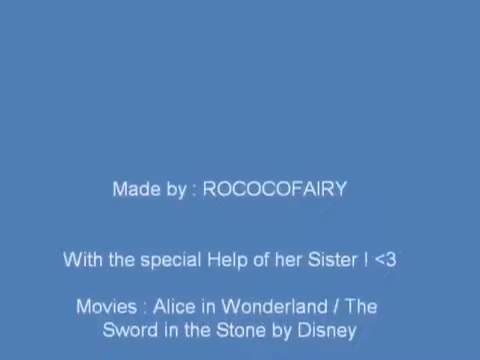 Made by : ROCOCOFAIRY
With the special Help of her Sister ! <3
Movies : Alice in Wonderland / The
Sword in the Stone by Disney